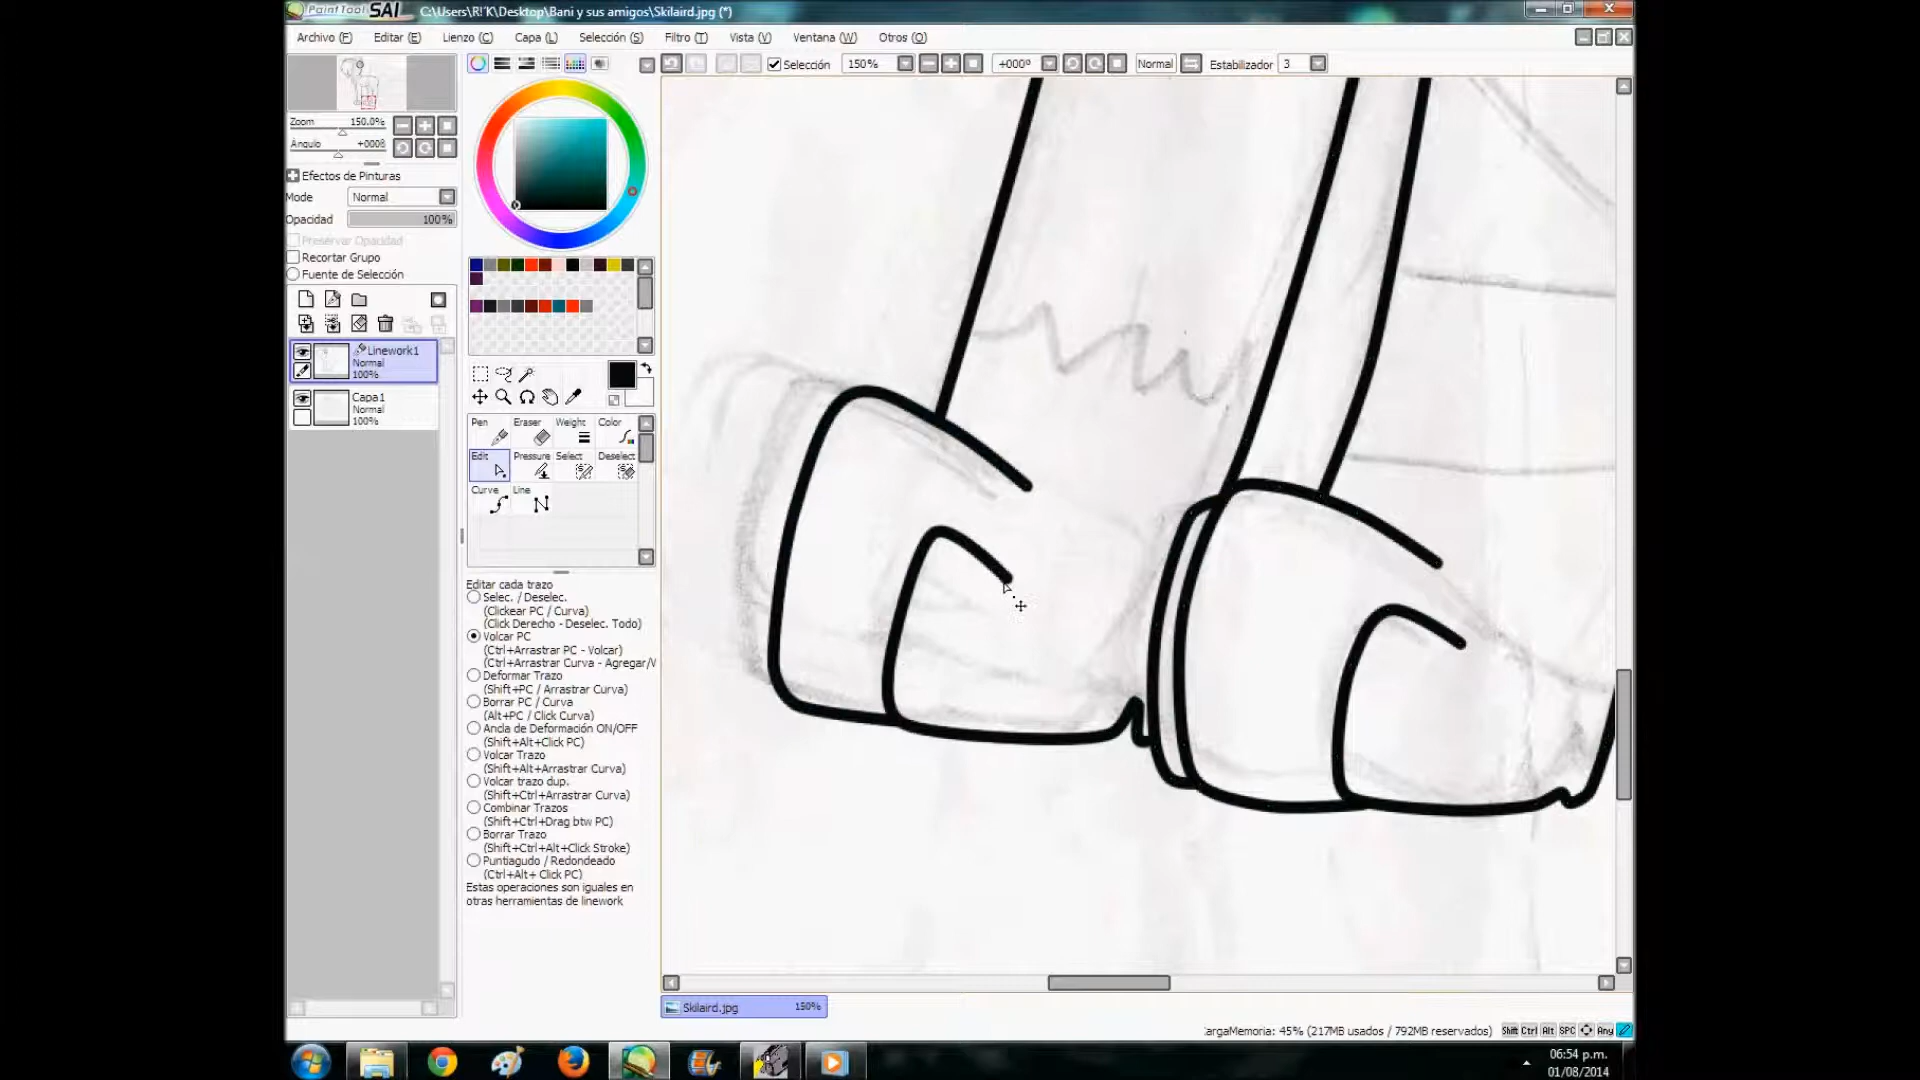 PaintTool SAI C:\Users\R!'K\Desktop\Bani y sus amigos\Skilaird.jpg (*)
Archivo (F) Editar (E) Lienzo (C) Capa (L) Selección (S) Filtro (T) Vista (V) Ventana (W) Otros (O)
Selección 150% +000º Normal Estabilizador 3
Zoom 150.0%
Ángulo +000ß
Efectos de Pinturas
Mode Normal
Opacidad 100%
Preservar Opacidad
Recortar Grupo
Fuente de Selección
Linework1
Normal
100%
Capa1
Normal
100%
Pen Eraser Weight Color
Edit Pressure Select Deselect
Curve Line
Editar cada trazo
Selec. / Deselec.
(Clickear PC / Curva)
(Click Derecho - Deselec. Todo)
Volcar PC
(Ctrl+Arrastrar PC - Volcar)
(Ctrl+Arrastrar Curva - Agregar/V
Deformar Trazo
(Shift+PC / Arrastrar Curva)
Borrar PC / Curva
(Alt+PC / Click Curva)
Ancla de Deformación ON/OFF
(Shift+Alt+Click PC)
Volcar Trazo
(Shift+Alt+Arrastrar Curva)
Volcar trazo dup.
(Shift+Ctrl+Arrastrar Curva)
Combinar Trazos
(Shift+Ctrl+Drag btw PC)
Borrar Trazo
(Shift+Ctrl+Alt+Click Stroke)
Puntiagudo / Redondeado
(Ctrl+Alt+ Click PC)
Estas operaciones son iguales en
otras herramientas de linework
Skilaird.jpg 150%
CargaMemoria: 45% (217MB usados / 792MB reservados) Shift Ctrl Alt SPC Any
06:54 p.m.
01/08/2014